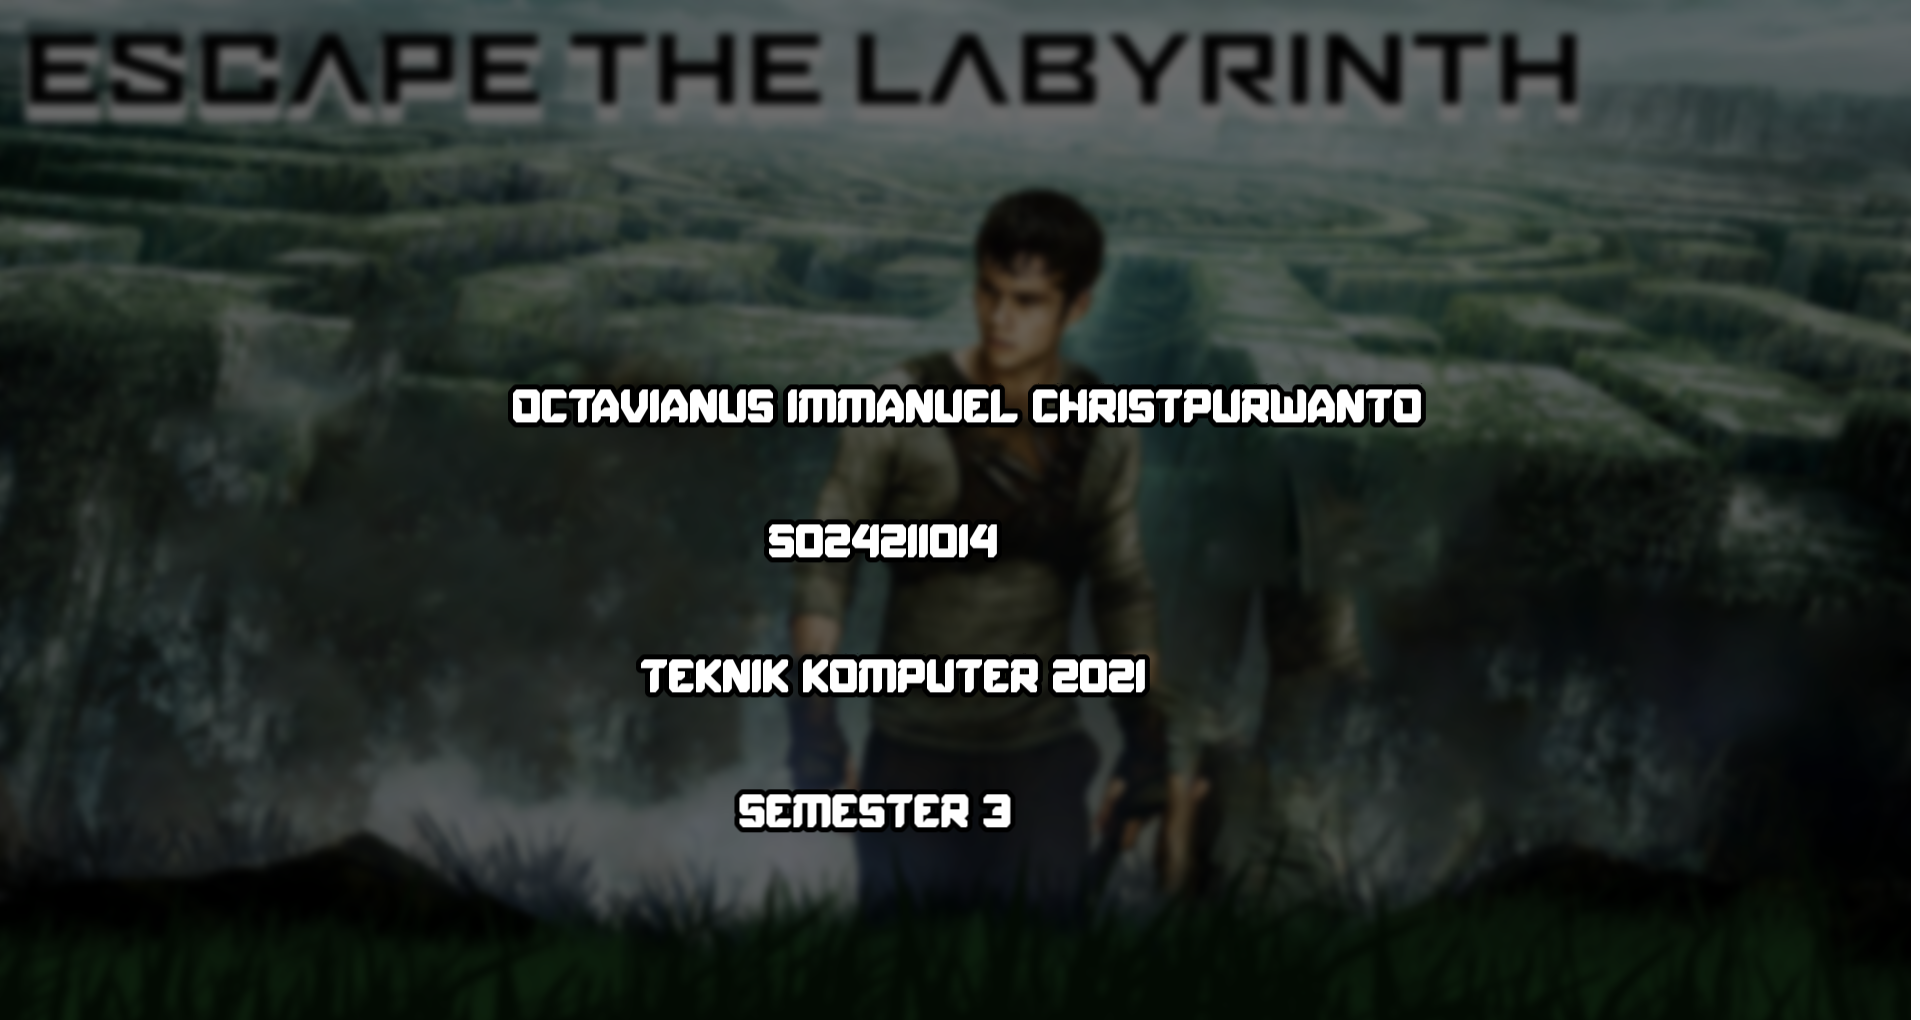 ESCAPE THE LABYRINTH
OCTAVIANUS IMMANUEL CHRISTPURWANTO
5024211014
TEKNIK KOMPUTER 2021
SEMESTER 3